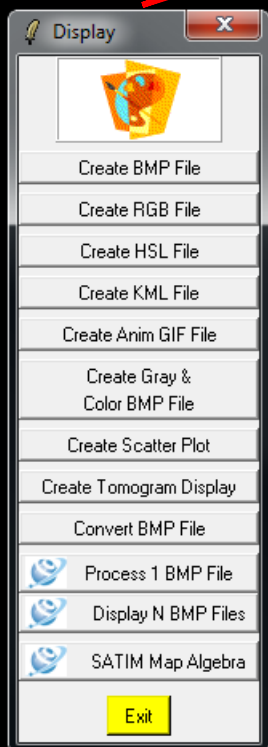 Display
Create BMP File
Create RGB File
Create HSL File
Create KML File
Create Anim GIF File
Create Gray &
Color BMP File
Create Scatter Plot
Create Tomogram Display
Convert BMP File
Process 1 BMP File
Display N BMP Files
SATIM Map Algebra
Exit